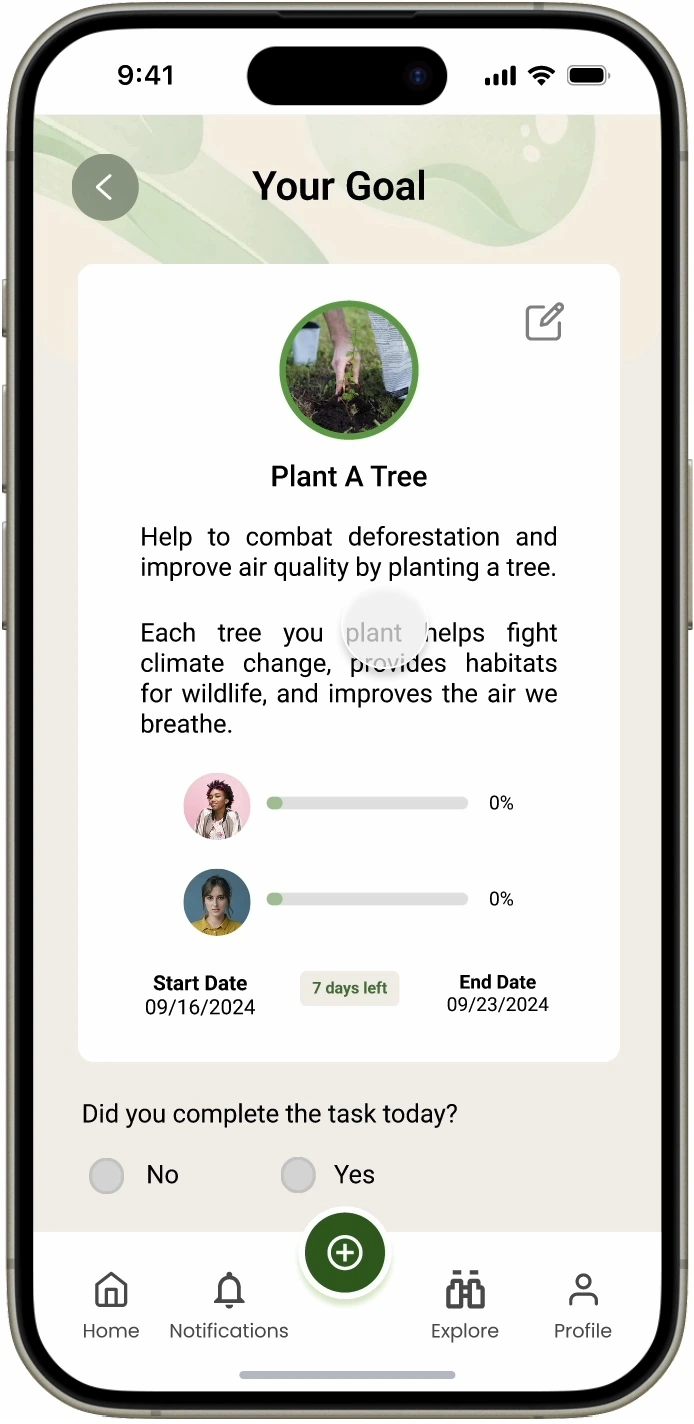 9:41
Your Goal
Plant A Tree
Help to combat deforestation and
improve air quality by planting a tree.
Each tree you plant helps fight
climate change, provides habitats
for wildlife, and improves the air we
breathe.
0%
0%
Start Date
09/16/2024
7 days left
End Date
09/23/2024
Did you complete the task today?
No
Yes
Home
Notifications
Explore
Profile